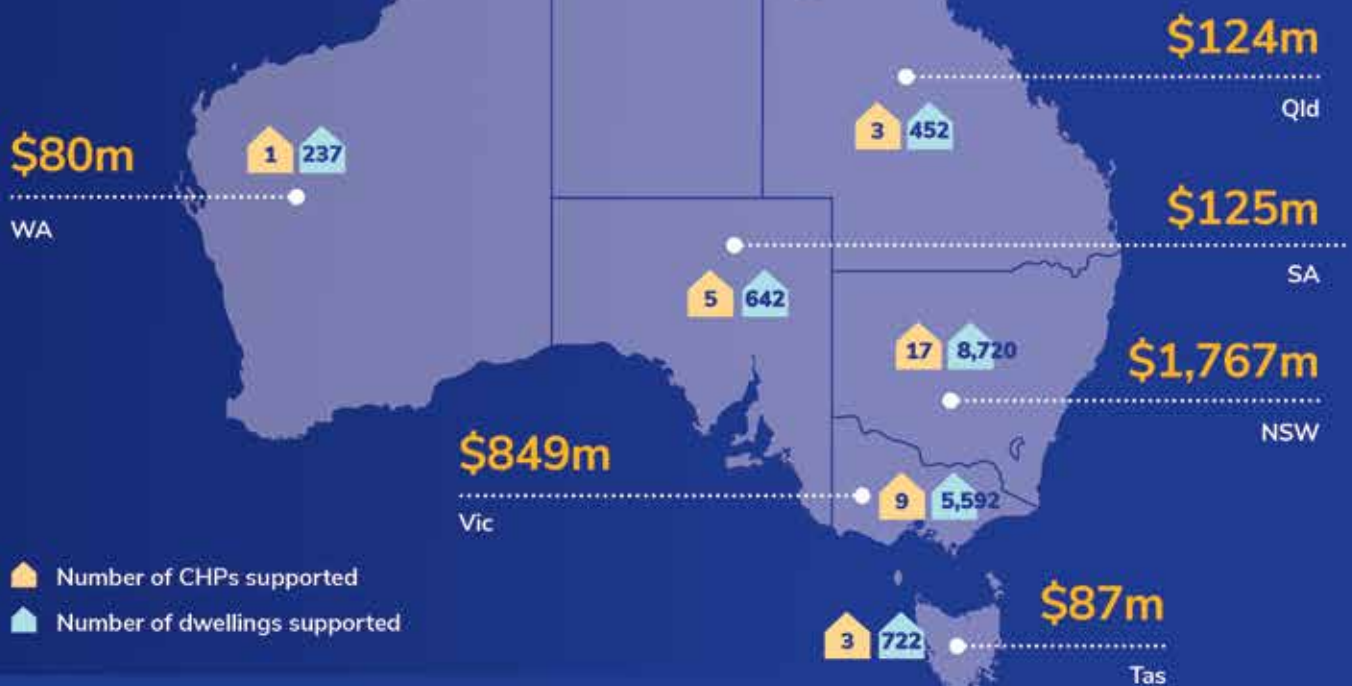 $124m
Qld
3 452
$80m
WA
1 237
$125m
SA
5 642
$1,767m
NSW
17 8,720
$849m
Vic
9 5,592
Number of CHPs supported
Number of dwellings supported
$87m
Tas
3 722